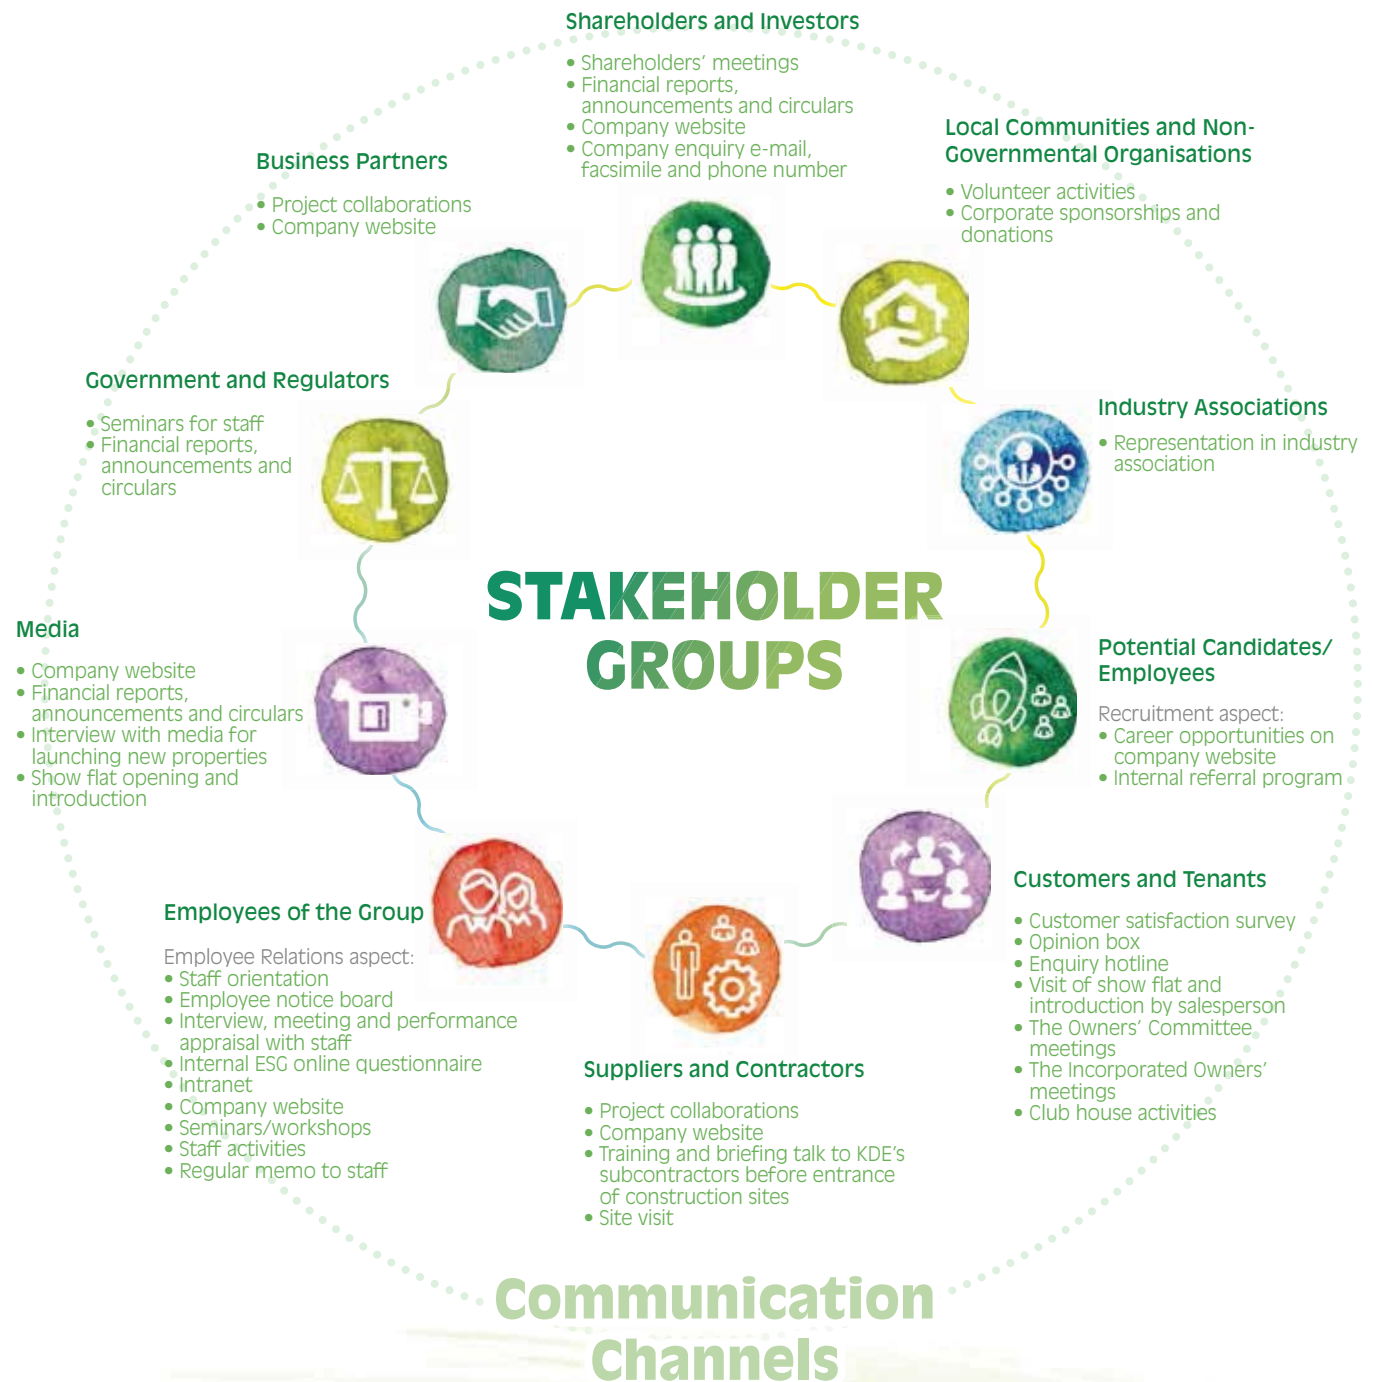 Shareholders and Investors
• Shareholders’ meetings
• Financial reports,
announcements and circulars
• Company website
• Company enquiry e-mail,
facsimile and phone number
Local Communities and Non-
Governmental Organisations
• Volunteer activities
• Corporate sponsorships and
donations
Business Partners
• Project collaborations
• Company website
Government and Regulators
• Seminars for staff
• Financial reports,
announcements and
circulars
Industry Associations
• Representation in industry
association
STAKEHOLDER
GROUPS
Media
• Company website
• Financial reports,
announcements and circulars
• Interview with media for
launching new properties
• Show flat opening and
introduction
Potential Candidates/
Employees
Recruitment aspect:
• Career opportunities on
company website
• Internal referral program
Customers and Tenants
• Customer satisfaction survey
• Opinion box
• Enquiry hotline
• Visit of show flat and
introduction by salesperson
• The Owners’ Committee
meetings
• The Incorporated Owners’
meetings
• Club house activities
Employees of the Group
Employee Relations aspect:
• Staff orientation
• Employee notice board
• Interview, meeting and performance
appraisal with staff
• Internal ESG online questionnaire
• Intranet
• Company website
• Seminars/workshops
• Staff activities
• Regular memo to staff
Suppliers and Contractors
• Project collaborations
• Company website
• Training and briefing talk to KDE’s
subcontractors before entrance
of construction sites
• Site visit
Communication
Channels